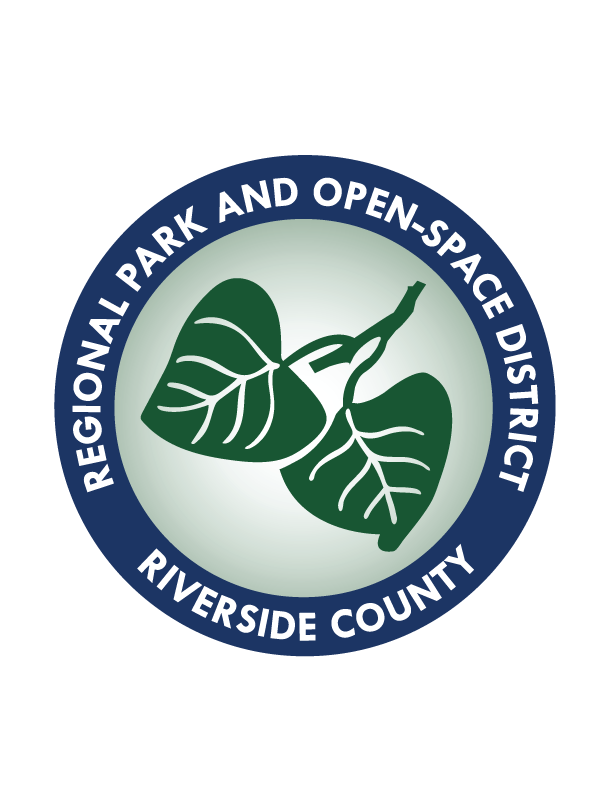 REGIONAL PARK AND OPEN-SPACE DISTRICT
RIVERSIDE COUNTY